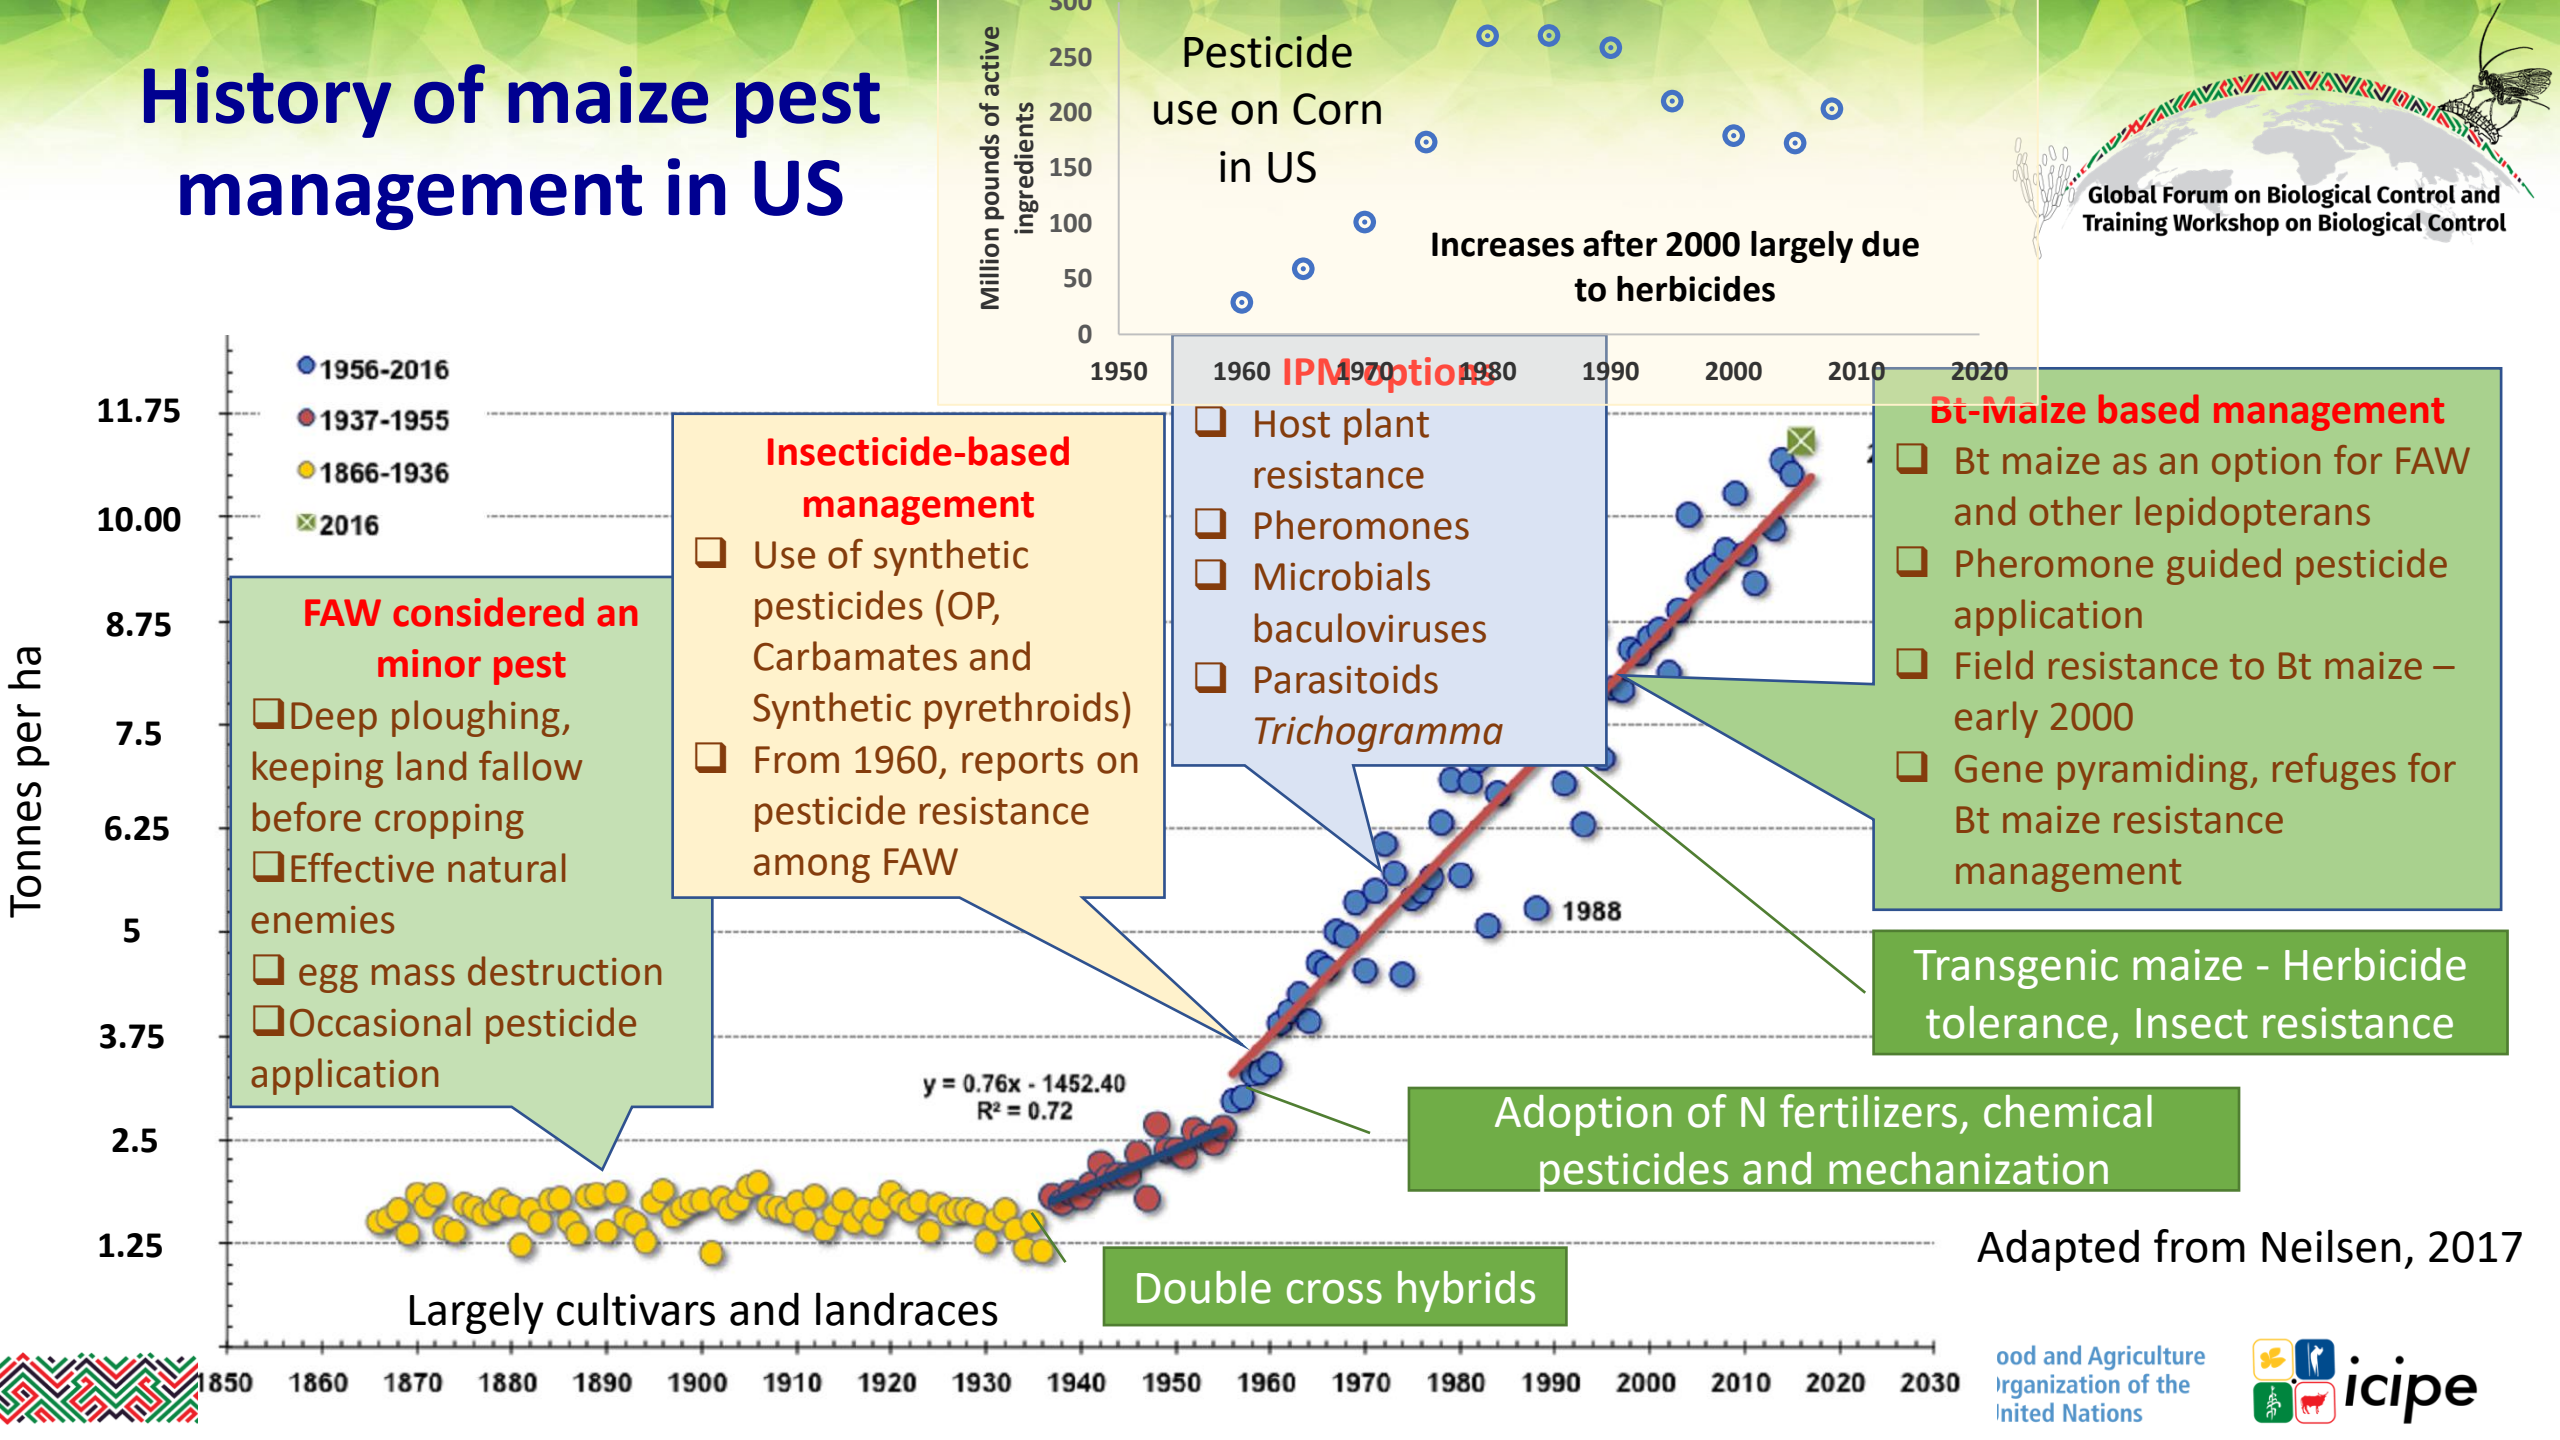 History of maize pest
management in US
300
250
200
150
100
50
0
Million pounds of active
ingredients
Pesticide
use on Corn
in US
Increases after 2000 largely due
to herbicides
1950 1960 1970 1980 1990 2000 2010 2020
Global Forum on Biological Control and
Training Workshop on Biological Control
1956-2016
1937-1955
1866-1936
2016
Tonnes per ha
11.75
10.00
8.75
7.5
6.25
5
3.75
2.5
1.25
FAW considered an
minor pest
Deep ploughing,
keeping land fallow
before cropping
Effective natural
enemies
egg mass destruction
Occasional pesticide
application
Insecticide-based
management
Use of synthetic
pesticides (OP,
Carbamates and
Synthetic pyrethroids)
From 1960, reports on
pesticide resistance
among FAW
IPM options
Host plant
resistance
Pheromones
Microbials
baculoviruses
Parasitoids
Trichogramma
Bt-Maize based management
Bt maize as an option for FAW
and other lepidopterans
Pheromone guided pesticide
application
Field resistance to Bt maize –
early 2000
Gene pyramiding, refuges for
Bt maize resistance
management
1988
Transgenic maize - Herbicide
tolerance, Insect resistance
y = 0.76x - 1452.40
R² = 0.72
Adoption of N fertilizers, chemical
pesticides and mechanization
Double cross hybrids
Adapted from Neilsen, 2017
Largely cultivars and landraces
1850 1860 1870 1880 1890 1900 1910 1920 1930 1940 1950 1960 1970 1980 1990 2000 2010 2020 2030
ood and Agriculture
rganization of the
nited Nations
icipe